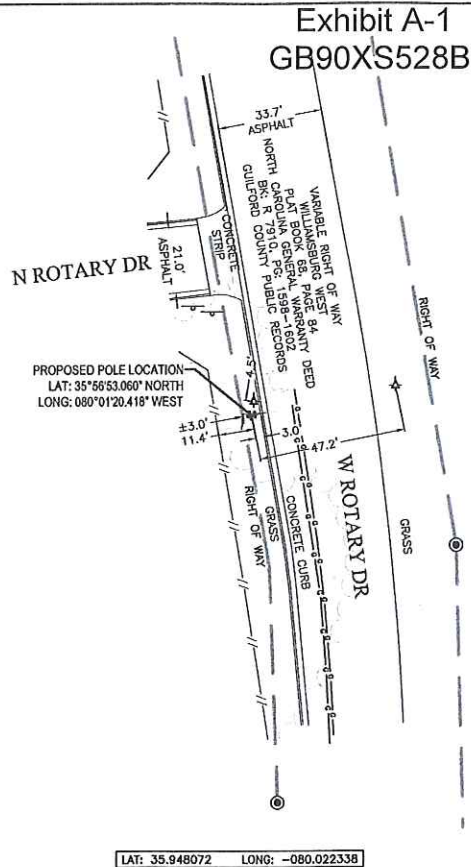 Exhibit A-1
GB90XS528B
33.7'
ASPHALT
VARIABLE RIGHT OF WAY
WILLIAMSBURG WEST
PLAT BOOK 68, PAGE 84
NORTH CAROLINA GENERAL WARRANTY DEED
BK: R 7910, PG: 1598-1602
GUILFORD COUNTY PUBLIC RECORDS
CONCRETE
STRIP
21.0'
ASPHALT
N ROTARY DR
RIGHT OF WAY
PROPOSED POLE LOCATION
LAT: 35°56'53.060" NORTH
LONG: 080°01'20.418" WEST
±3.0'
11.4'
3.0'
47.2'
W ROTARY DR
GRASS
CONCRETE CURB
GRASS
RIGHT OF WAY
LAT: 35.948072 LONG: -080.022338